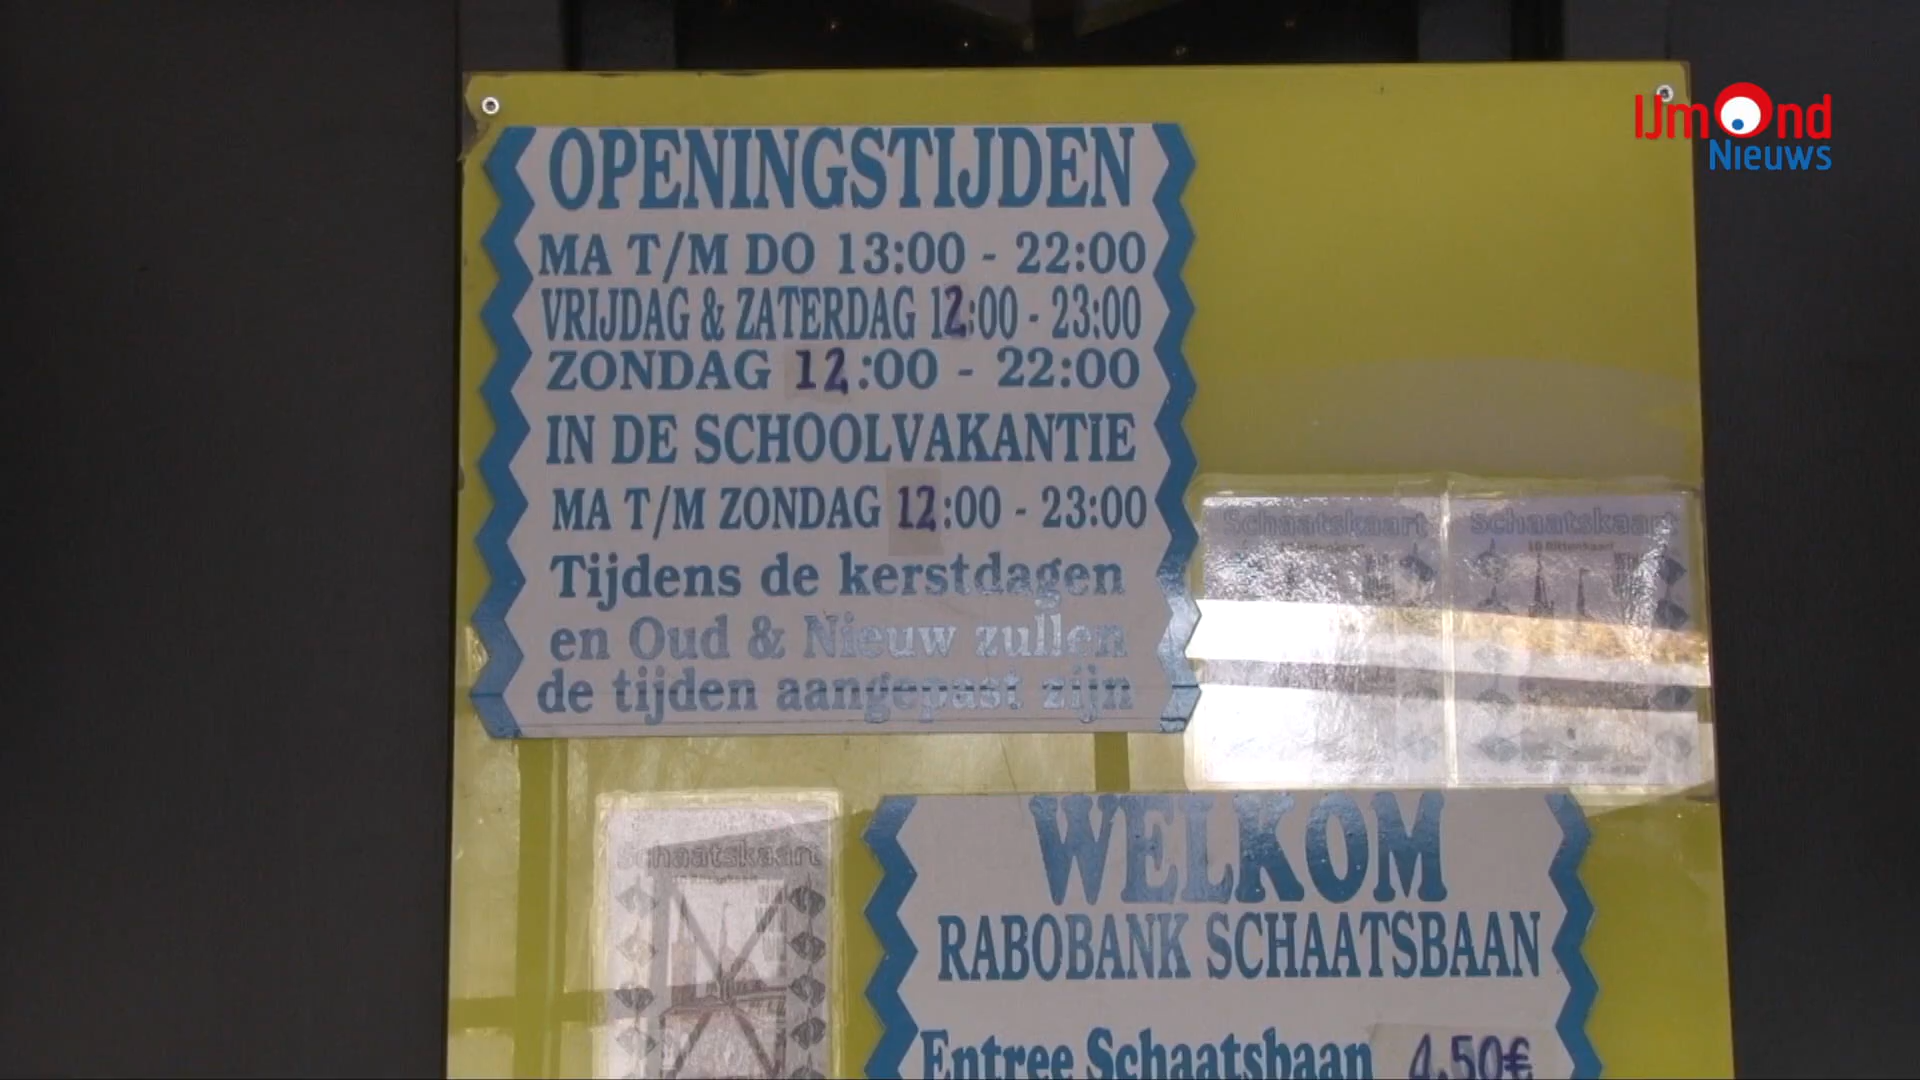 IJmond
Nieuws
OPENINGSTIJDEN
MA T/M DO 13:00 - 22:00
VRIJDAG & ZATERDAG 12:00 - 23:00
ZONDAG 12:00 - 22:00
IN DE SCHOOLVAKANTIE
MA T/M ZONDAG 12:00 - 23:00
Tijdens de kerstdagen
en Oud & Nieuw zullen
de tijden aangepast zijn
Schaatskaart
Schaatskaart
10 Rittenkaart
Schaatskaart
WELKOM
RABOBANK SCHAATSBAAN
Entree Schaatsbaan 4,50€